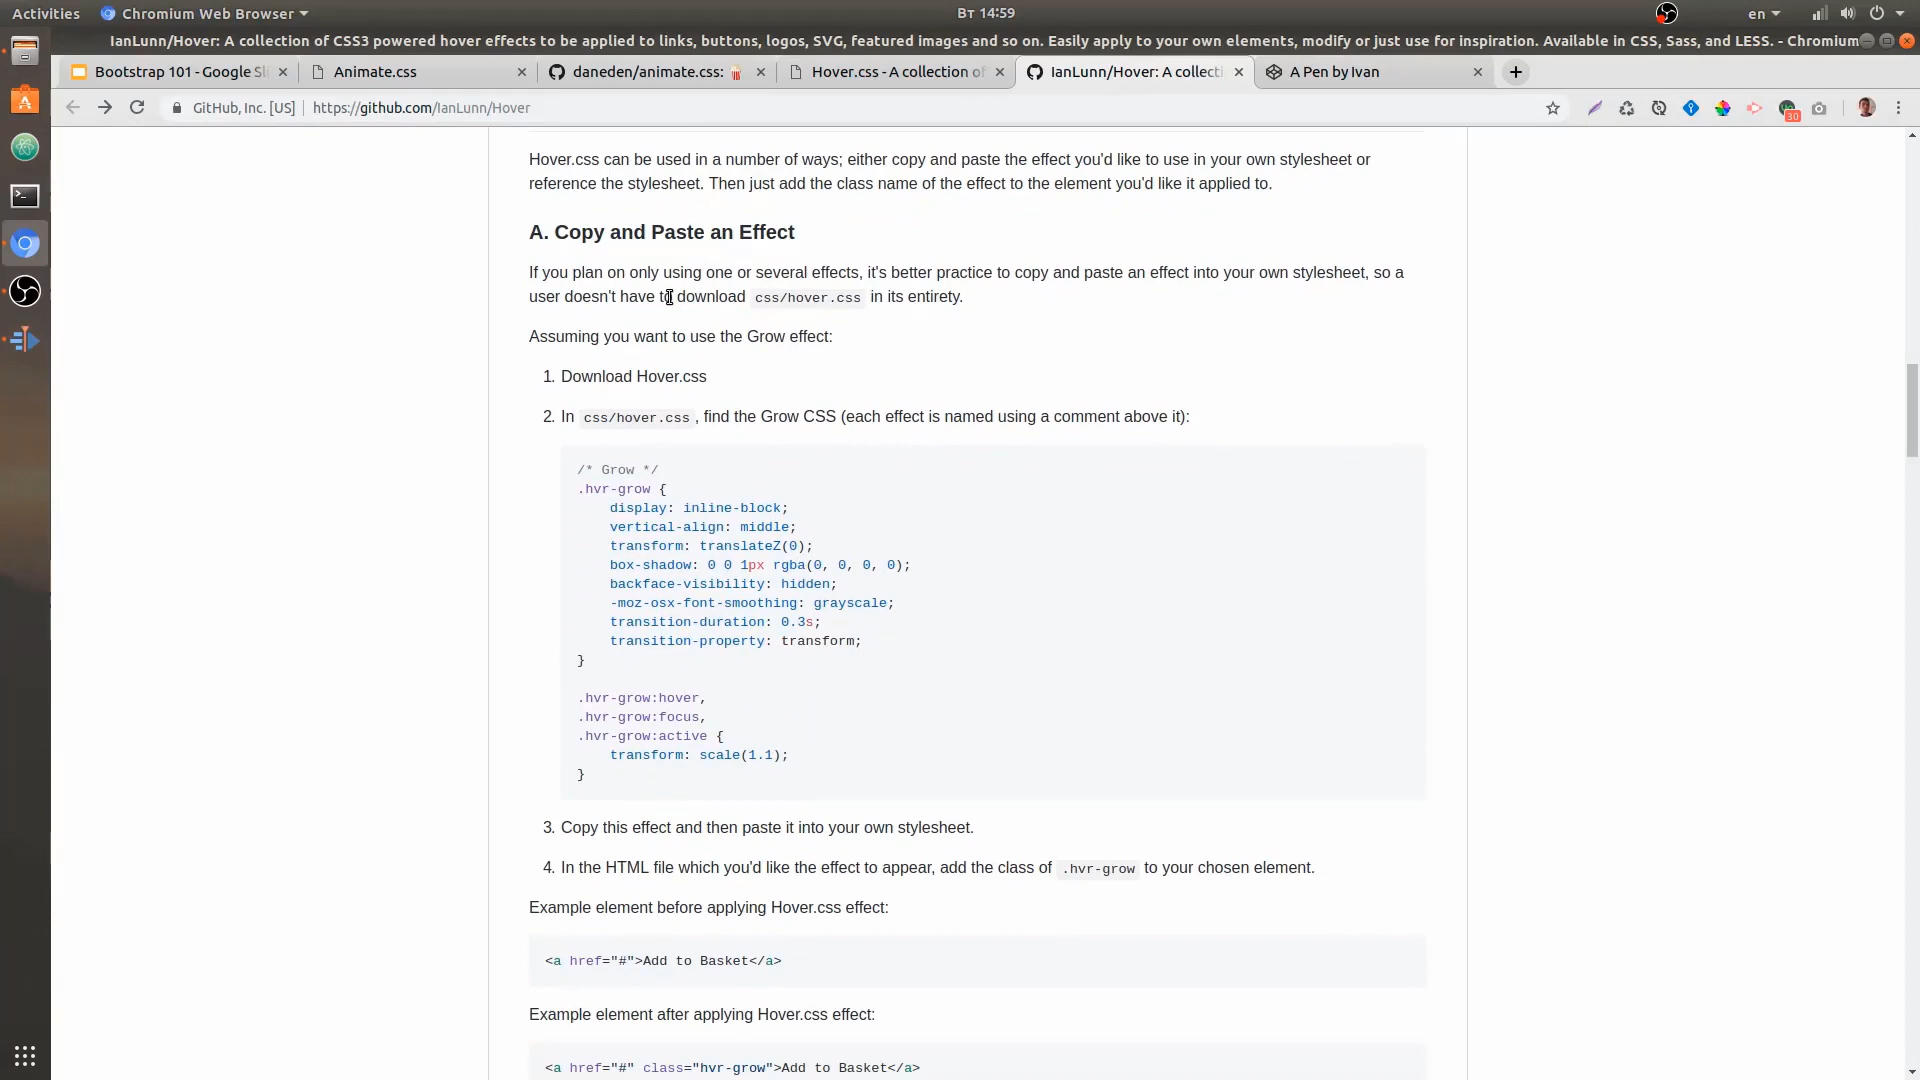 Activities
Chromium Web Browser
Вт 14:59
en
IanLunn/Hover: A collection of CSS3 powered hover effects to be applied to links, buttons, logos, SVG, featured images and so on. Easily apply to your own elements, modify or just use for inspiration. Available in CSS, Sass, and LESS. - Chromium
Bootstrap 101 - Google Sl
Animate.css
daneden/animate.css:
Hover.css - A collection of
IanLunn/Hover: A collecti
A Pen by Ivan
GitHub, Inc. [US]
https://github.com/IanLunn/Hover
30
Hover.css can be used in a number of ways; either copy and paste the effect you'd like to use in your own stylesheet or
reference the stylesheet. Then just add the class name of the effect to the element you'd like it applied to.
A. Copy and Paste an Effect
If you plan on only using one or several effects, it's better practice to copy and paste an effect into your own stylesheet, so a
user doesn't have to download css/hover.css in its entirety.
Assuming you want to use the Grow effect:
1. Download Hover.css
2. In css/hover.css, find the Grow CSS (each effect is named using a comment above it):
/* Grow */
.hvr-grow {
display: inline-block;
vertical-align: middle;
transform: translateZ(0);
box-shadow: 0 0 1px rgba(0, 0, 0, 0);
backface-visibility: hidden;
-moz-osx-font-smoothing: grayscale;
transition-duration: 0.3s;
transition-property: transform;
}
.hvr-grow:hover,
.hvr-grow:focus,
.hvr-grow:active {
transform: scale(1.1);
}
3. Copy this effect and then paste it into your own stylesheet.
4. In the HTML file which you'd like the effect to appear, add the class of .hvr-grow to your chosen element.
Example element before applying Hover.css effect:
<a href="#">Add to Basket</a>
Example element after applying Hover.css effect:
<a href="#" class="hvr-grow">Add to Basket</a>